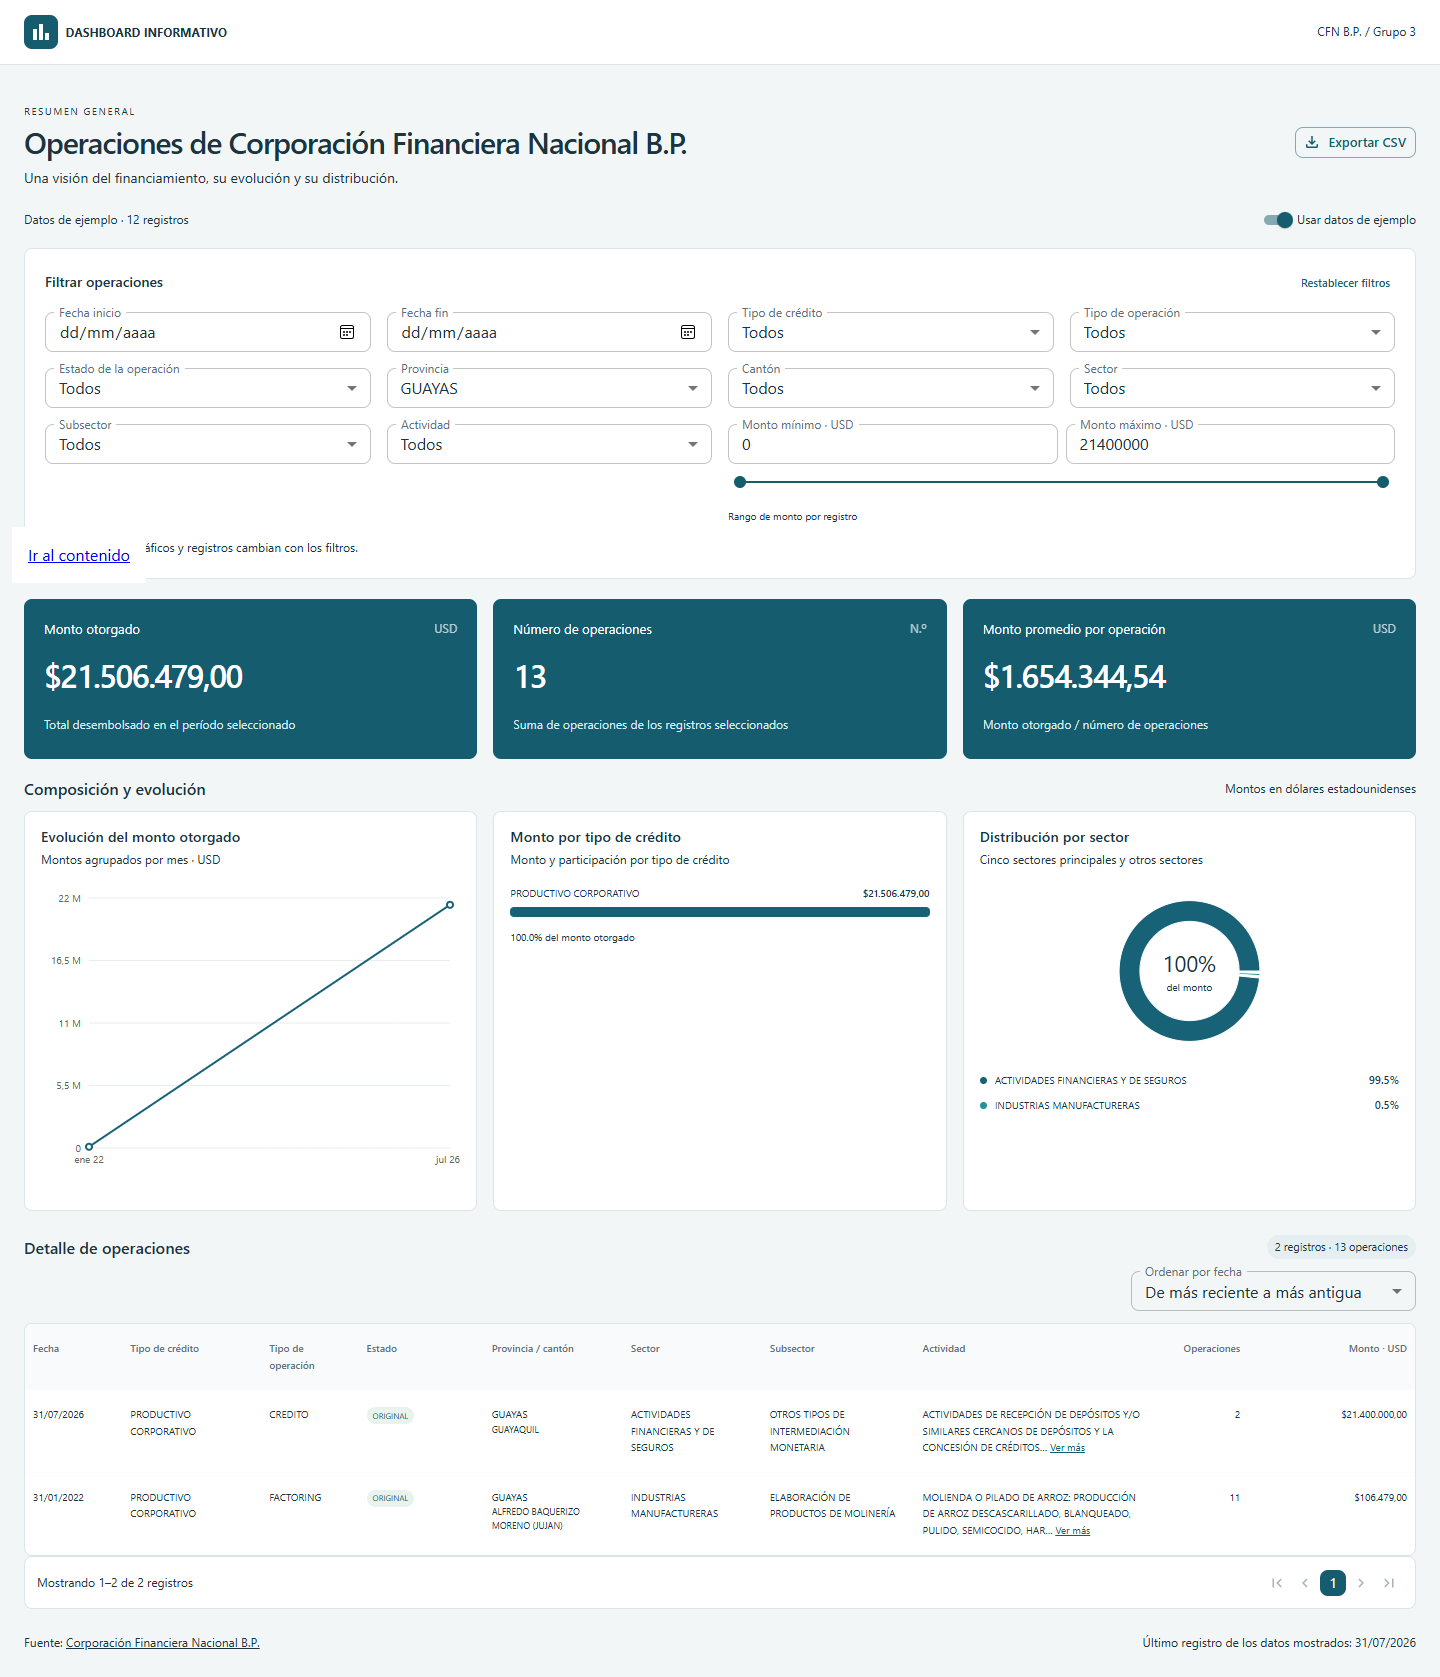 DASHBOARD INFORMATIVO
CFN B.P. / Grupo 3
RESUMEN GENERAL
Operaciones de Corporación Financiera Nacional B.P.
Exportar CSV
Una visión del financiamiento, su evolución y su distribución.
Datos de ejemplo · 12 registros
Usar datos de ejemplo
Filtrar operaciones
Restablecer filtros
Fecha inicio
dd/mm/aaaa
Fecha fin
dd/mm/aaaa
Tipo de crédito
Todos
Tipo de operación
Todos
Estado de la operación
Todos
Provincia
GUAYAS
Cantón
Todos
Sector
Todos
Subsector
Todos
Actividad
Todos
Monto mínimo · USD
0
Monto máximo · USD
21400000
Rango de monto por registro
Ir al contenido
áficos y registros cambian con los filtros.
Monto otorgado
USD
$21.506.479,00
Total desembolsado en el período seleccionado
Número de operaciones
N.º
13
Suma de operaciones de los registros seleccionados
Monto promedio por operación
USD
$1.654.344,54
Monto otorgado / número de operaciones
Composición y evolución
Montos en dólares estadounidenses
Evolución del monto otorgado
Montos agrupados por mes · USD
22 M
16,5 M
11 M
5,5 M
0
ene 22
jul 26
Monto por tipo de crédito
Monto y participación por tipo de crédito
PRODUCTIVO CORPORATIVO
$21.506.479,00
100.0% del monto otorgado
Distribución por sector
Cinco sectores principales y otros sectores
100%
del monto
ACTIVIDADES FINANCIERAS Y DE SEGUROS
99.5%
INDUSTRIAS MANUFACTURERAS
0.5%
Detalle de operaciones
2 registros · 13 operaciones
Ordenar por fecha
De más reciente a más antigua
Fecha
Tipo de crédito
Tipo de
operación
Estado
Provincia / cantón
Sector
Subsector
Actividad
Operaciones
Monto · USD
31/07/2026
PRODUCTIVO
CORPORATIVO
CREDITO
ORIGINAL
GUAYAS
GUAYAQUIL
ACTIVIDADES
FINANCIERAS Y DE
SEGUROS
OTROS TIPOS DE
INTERMEDIACIÓN
MONETARIA
ACTIVIDADES DE RECEPCIÓN DE DEPÓSITOS Y/O
SIMILARES CERCANOS DE DEPÓSITOS Y LA
CONCESIÓN DE CRÉDITOS... Ver más
2
$21.400.000,00
31/01/2022
PRODUCTIVO
CORPORATIVO
FACTORING
ORIGINAL
GUAYAS
ALFREDO BAQUERIZO
MORENO (JUJAN)
INDUSTRIAS
MANUFACTURERAS
ELABORACIÓN DE
PRODUCTOS DE MOLINERÍA
MOLIENDA O PILADO DE ARROZ: PRODUCCIÓN
DE ARROZ DESCASCARILLADO, BLANQUEADO,
PULIDO, SEMICOCIDO, HAR... Ver más
11
$106.479,00
Mostrando 1–2 de 2 registros
1
Fuente: Corporación Financiera Nacional B.P.
Último registro de los datos mostrados: 31/07/2026